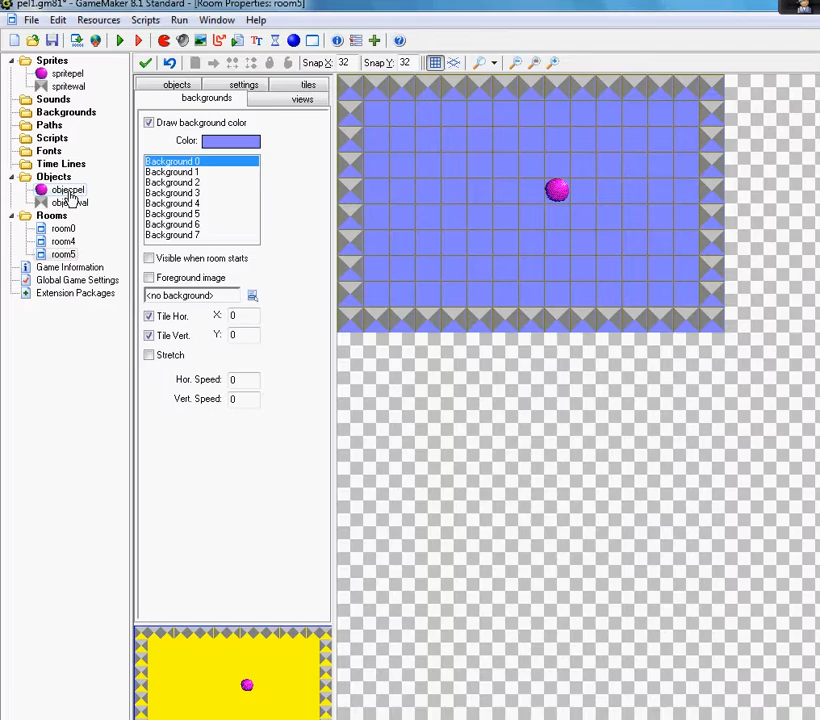 pel1.gm81* - GameMaker 8.1 Standard - [Room Properties: room5]
File Edit Resources Scripts Run Window Help
Snap X: 32 Snap Y: 32
Sprites
spritepel
spritewal
Sounds
Backgrounds
Paths
Scripts
Fonts
Time Lines
Objects
objectpel
Rooms
room0
room4
room5
Game Information
Global Game Settings
Extension Packages
objects settings tiles
backgrounds views
Draw background color
Color:
Background 0
Background 1
Background 2
Background 3
Background 4
Background 5
Background 6
Background 7
Visible when room starts
Foreground image
<no background>
Tile Hor. X: 0
Tile Vert. Y: 0
Stretch
Hor. Speed: 0
Vert. Speed: 0